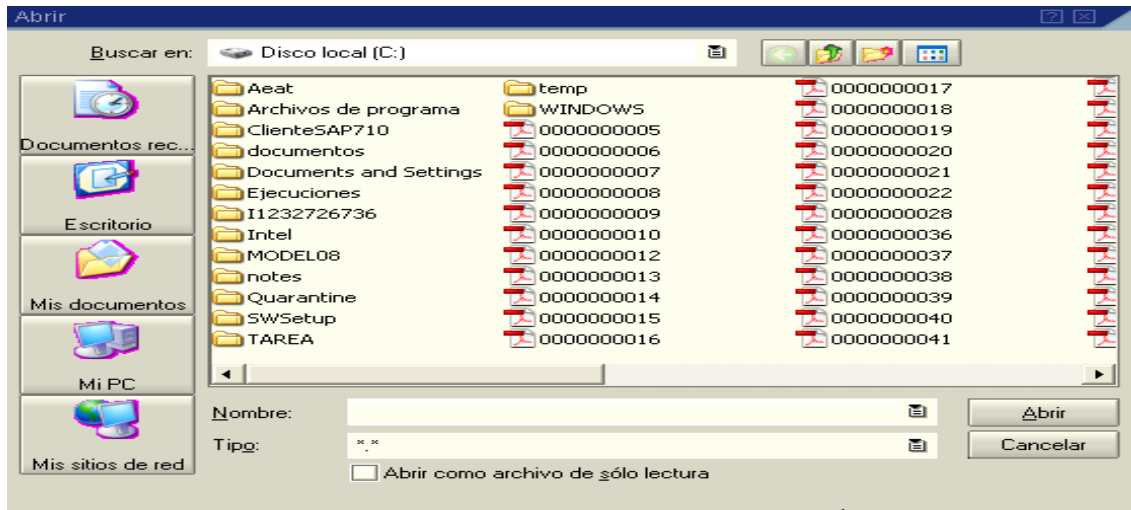 Abrir
Buscar en: Disco local (C:)
Documentos rec...
Escritorio
Mis documentos
Mi PC
Mis sitios de red
Aeat
Archivos de programa
ClienteSAP710
documentos
Documents and Settings
Ejecuciones
I1232726736
Intel
MODEL08
notes
Quarantine
SWSetup
TAREA
temp
WINDOWS
0000000005
0000000006
0000000007
0000000008
0000000009
0000000010
0000000012
0000000013
0000000014
0000000015
0000000016
0000000017
0000000018
0000000019
0000000020
0000000021
0000000022
0000000028
0000000036
0000000037
0000000038
0000000039
0000000040
0000000041
Nombre:
Abrir
Tipo: *.*
Cancelar
Abrir como archivo de sólo lectura